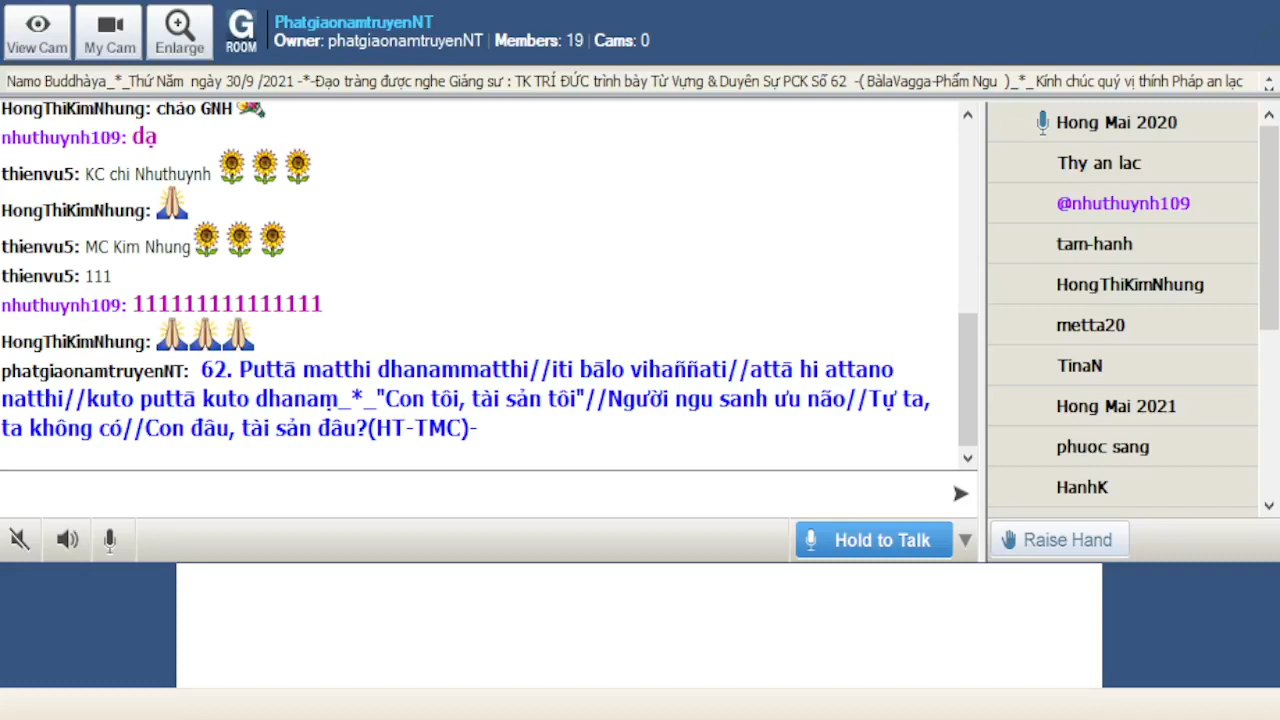 View Cam
My Cam
Enlarge
G
ROOM
PhatgiaonamtruyenNT
Owner: phatgiaonamtruyenNT | Members: 19 | Cams: 0
Namo Buddhàya_*_Thứ Năm ngày 30/9 /2021 -*-Đạo tràng được nghe Giảng sư : TK TRÍ ĐỨC trình bày Từ Vựng & Duyên Sự PCK Số 62 -( BàlaVagga-Phẩm Ngu )_*_Kính chúc quý vị thính Pháp an lạc
HongThiKimNhung: chào GNH
nhuthuynh109: dạ
thienvu5: KC chi Nhuthuynh
HongThiKimNhung:
thienvu5: MC Kim Nhung
thienvu5: 111
nhuthuynh109: 111111111111111
HongThiKimNhung:
phatgiaonamtruyenNT: 62. Puttā matthi dhanammatthi//iti bālo vihaññati//attā hi attano
natthi//kuto puttā kuto dhanaṃ_*_"Con tôi, tài sản tôi"//Người ngu sanh ưu não//Tự ta,
ta không có//Con đâu, tài sản đâu?(HT-TMC)-
Hold to Talk
Hong Mai 2020
Thy an lac
@nhuthuynh109
tam-hanh
HongThiKimNhung
metta20
TinaN
Hong Mai 2021
phuoc sang
HanhK
Raise Hand